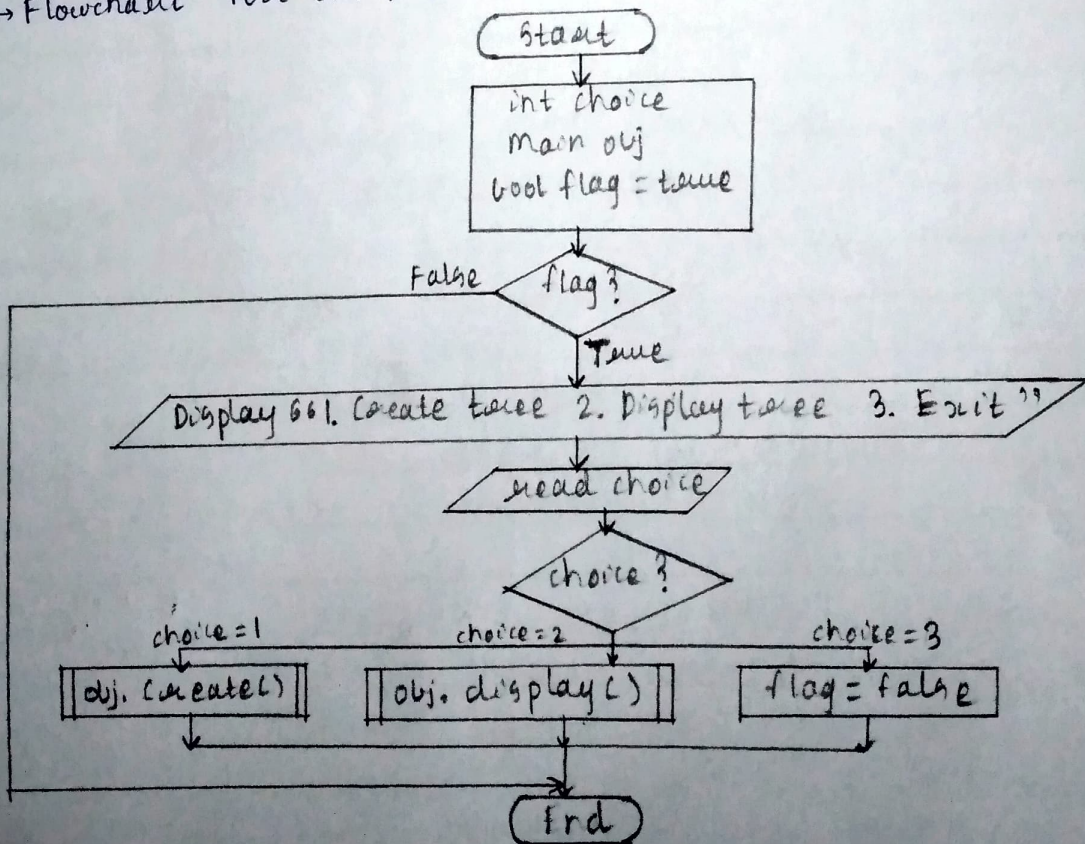 → Flowchart
Start
int choice
Main obj
bool flag = true
flag?
False
True
Display “1. Create tree 2. Display tree 3. Exit”
read choice
choice?
choice=1 choice=2 choice=3
obj. create() obj. display() flag = false
End